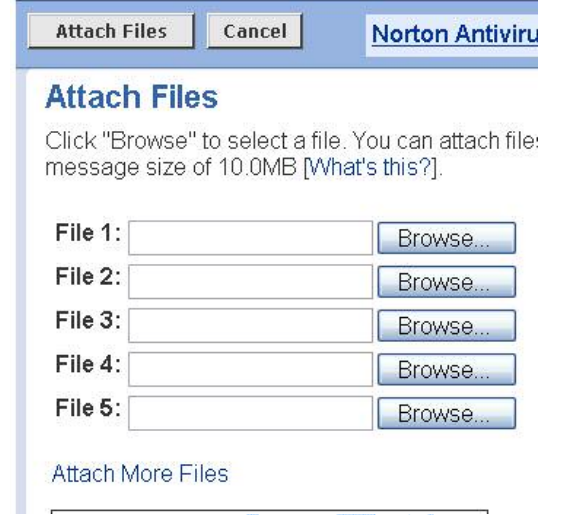 Attach Files Cancel Norton Antiviru
Attach Files
Click "Browse" to select a file. You can attach files
message size of 10.0MB [What's this?].
File 1: Browse...
File 2: Browse...
File 3: Browse...
File 4: Browse...
File 5: Browse...
Attach More Files